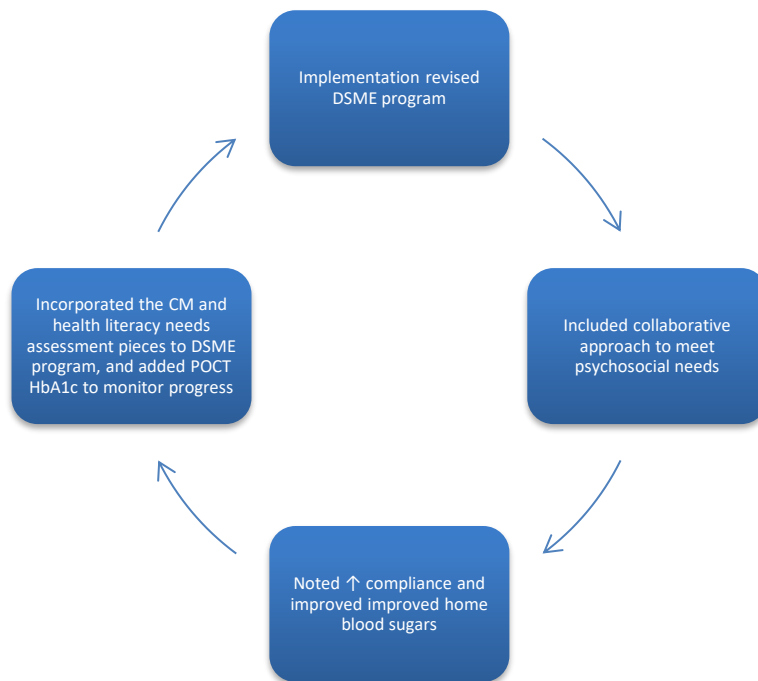 Implementation revised
DSME program
Included collaborative
approach to meet
psychosocial needs
Noted ↑ compliance and
improved improved home
blood sugars
Incorporated the CM and
health literacy needs
assessment pieces to DSME
program, and added POCT
HbA1c to monitor progress